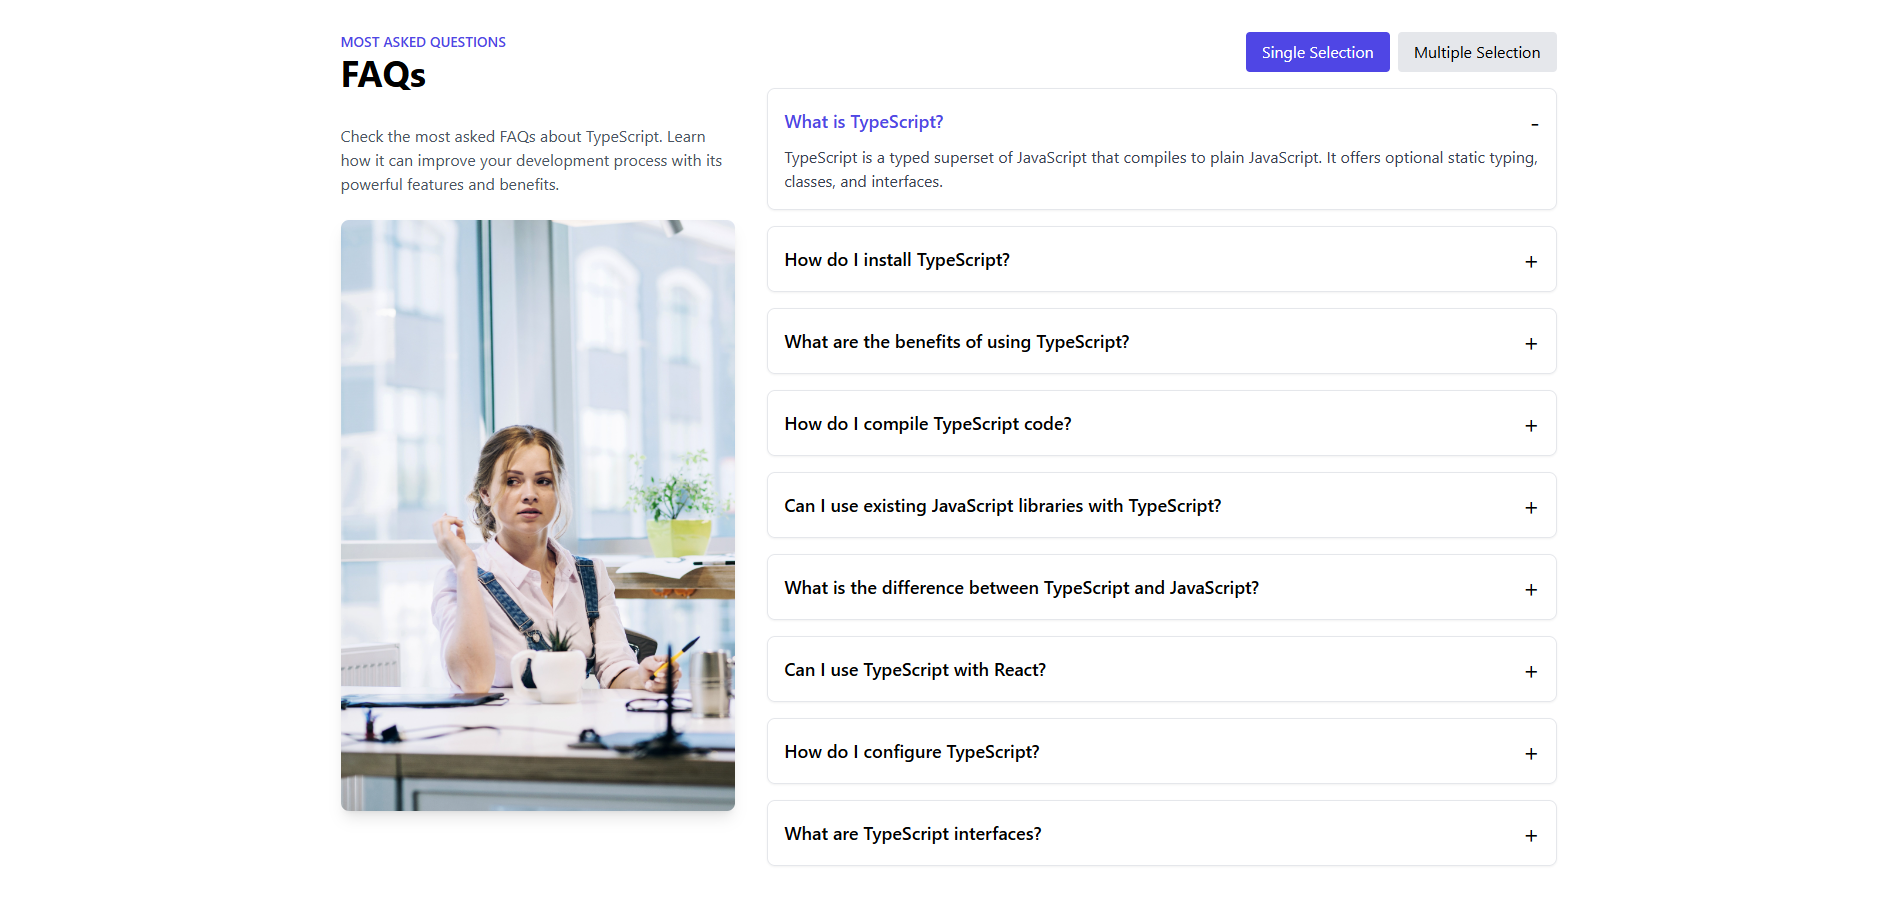 MOST ASKED QUESTIONS
FAQs
Check the most asked FAQs about TypeScript. Learn
how it can improve your development process with its
powerful features and benefits.
Single Selection
Multiple Selection
What is TypeScript?
-
TypeScript is a typed superset of JavaScript that compiles to plain JavaScript. It offers optional static typing,
classes, and interfaces.
How do I install TypeScript?
+
What are the benefits of using TypeScript?
+
How do I compile TypeScript code?
+
Can I use existing JavaScript libraries with TypeScript?
+
What is the difference between TypeScript and JavaScript?
+
Can I use TypeScript with React?
+
How do I configure TypeScript?
+
What are TypeScript interfaces?
+